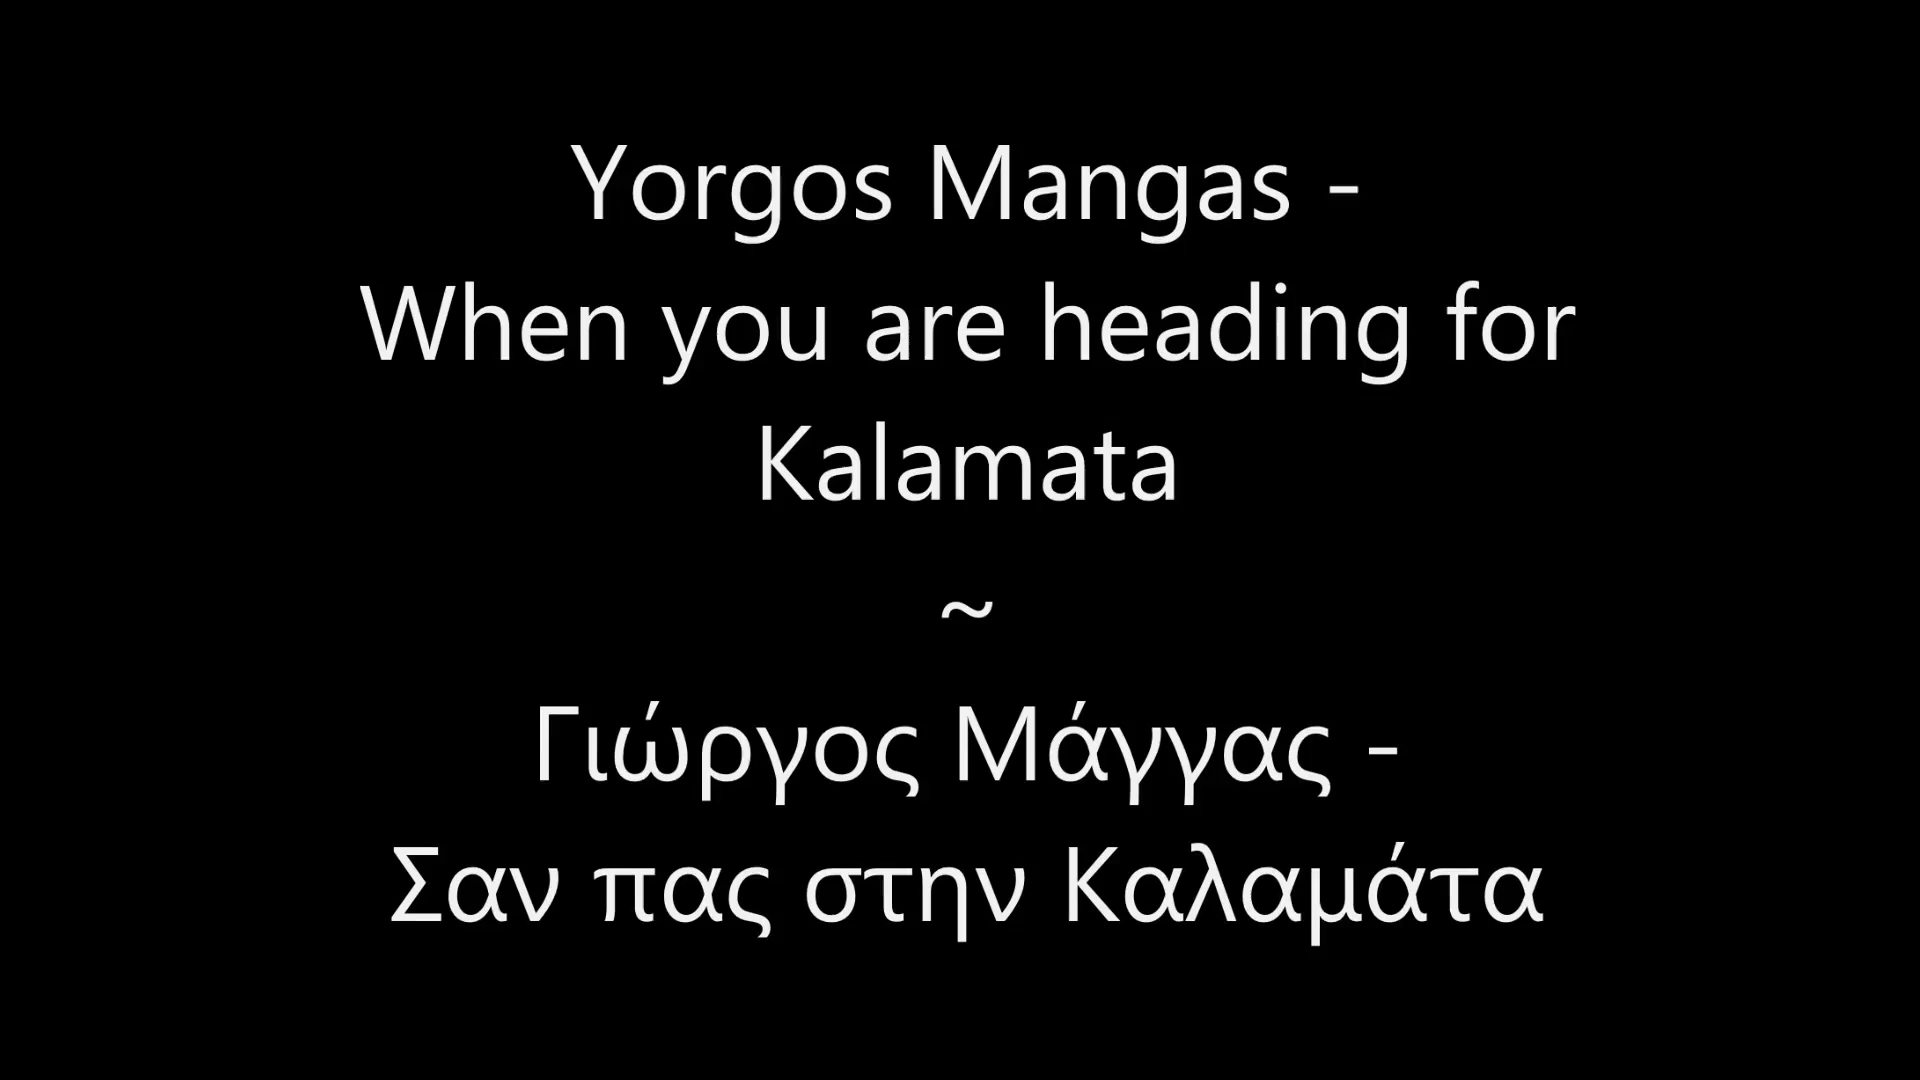 Yorgos Mangas -
When you are heading for
Kalamata
~
Γιώργος Μάγγας -
Σαν πας στην Καλαμάτα